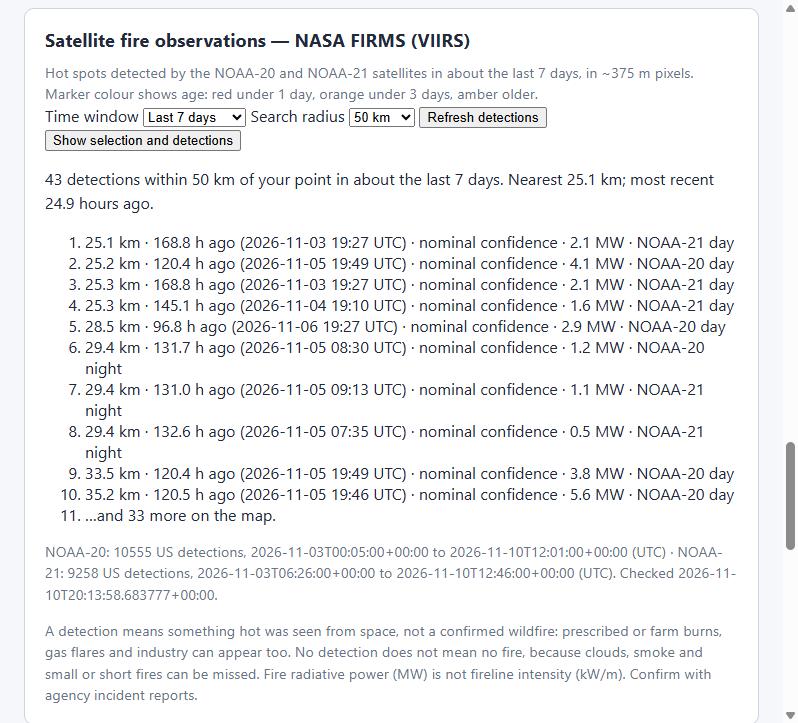 Satellite fire observations — NASA FIRMS (VIIRS)
Hot spots detected by the NOAA-20 and NOAA-21 satellites in about the last 7 days, in ~375 m pixels.
Marker colour shows age: red under 1 day, orange under 3 days, amber older.
Time window Last 7 days Search radius 50 km Refresh detections
Show selection and detections
43 detections within 50 km of your point in about the last 7 days. Nearest 25.1 km; most recent
24.9 hours ago.
1. 25.1 km · 168.8 h ago (2026-11-03 19:27 UTC) · nominal confidence · 2.1 MW · NOAA-21 day
2. 25.2 km · 120.4 h ago (2026-11-05 19:49 UTC) · nominal confidence · 4.1 MW · NOAA-20 day
3. 25.3 km · 168.8 h ago (2026-11-03 19:27 UTC) · nominal confidence · 2.1 MW · NOAA-21 day
4. 25.3 km · 145.1 h ago (2026-11-04 19:10 UTC) · nominal confidence · 1.6 MW · NOAA-21 day
5. 28.5 km · 96.8 h ago (2026-11-06 19:27 UTC) · nominal confidence · 2.9 MW · NOAA-20 day
6. 29.4 km · 131.7 h ago (2026-11-05 08:30 UTC) · nominal confidence · 1.2 MW · NOAA-20
night
7. 29.4 km · 131.0 h ago (2026-11-05 09:13 UTC) · nominal confidence · 1.1 MW · NOAA-21
night
8. 29.4 km · 132.6 h ago (2026-11-05 07:35 UTC) · nominal confidence · 0.5 MW · NOAA-21
night
9. 33.5 km · 120.4 h ago (2026-11-05 19:49 UTC) · nominal confidence · 3.8 MW · NOAA-20 day
10. 35.2 km · 120.5 h ago (2026-11-05 19:46 UTC) · nominal confidence · 5.6 MW · NOAA-20 day
11. …and 33 more on the map.
NOAA-20: 10555 US detections, 2026-11-03T00:05:00+00:00 to 2026-11-10T12:01:00+00:00 (UTC) · NOAA-
21: 9258 US detections, 2026-11-03T06:26:00+00:00 to 2026-11-10T12:46:00+00:00 (UTC). Checked 2026-11-
10T20:13:58.683777+00:00.
A detection means something hot was seen from space, not a confirmed wildfire: prescribed or farm burns,
gas flares and industry can appear too. No detection does not mean no fire, because clouds, smoke and
small or short fires can be missed. Fire radiative power (MW) is not fireline intensity (kW/m). Confirm with
agency incident reports.